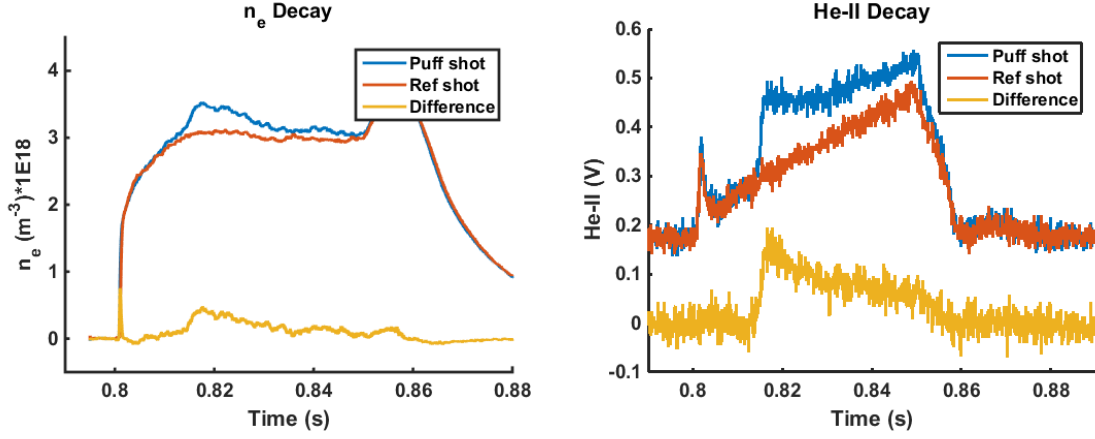 n_e Decay
n_e (m^-3)*1E18
4
3
2
1
0
0.8
0.82
0.84
0.86
0.88
Time (s)
Puff shot
Ref shot
Difference
He-II Decay
He-II (V)
0.6
0.5
0.4
0.3
0.2
0.1
0
-0.1
0.8
0.82
0.84
0.86
0.88
Time (s)
Puff shot
Ref shot
Difference